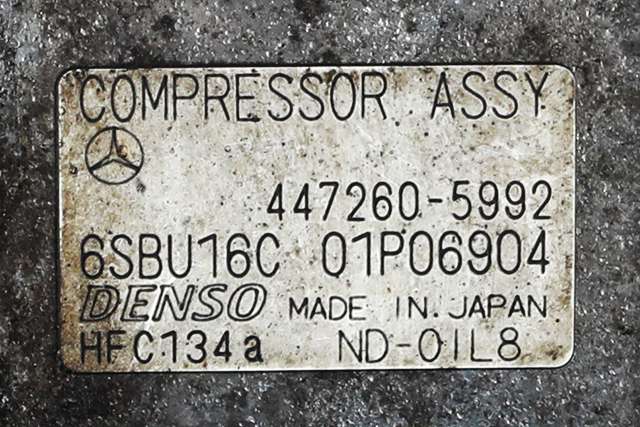 COMPRESSOR ASSY
447260-5992
6SBU16C 01P06904
DENSO MADE IN JAPAN
HFC134a ND-OIL8